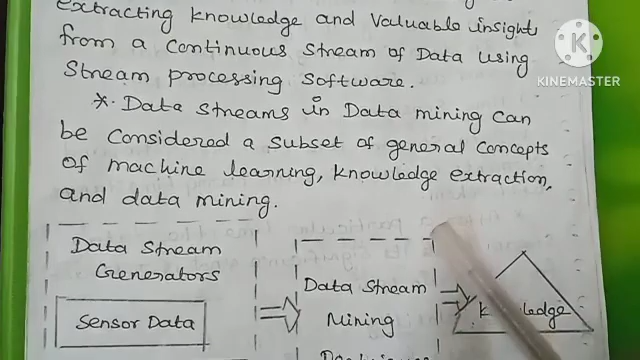 extracting knowledge and valuable insight
from a continuous stream of Data using
Stream processing Software.
*. Data streams in Data mining can
be considered a subset of general concepts
of machine learning, knowledge extraction,
and data mining.
Data Stream
Generators
Sensor Data
Data Stream
Mining
KINEMASTER